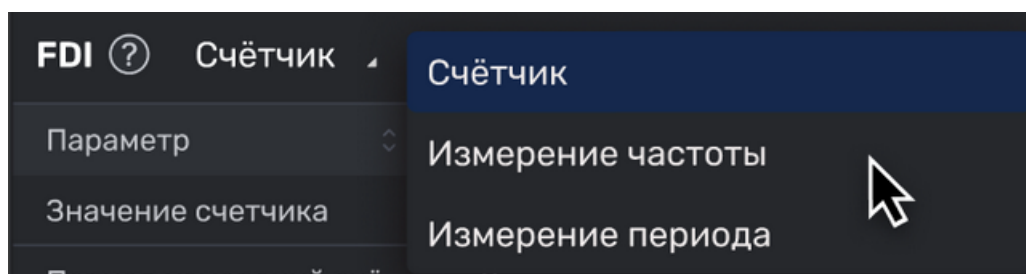 FDI ? Счётчик
Счётчик
Параметр
Измерение частоты
Значение счетчика
Измерение периода